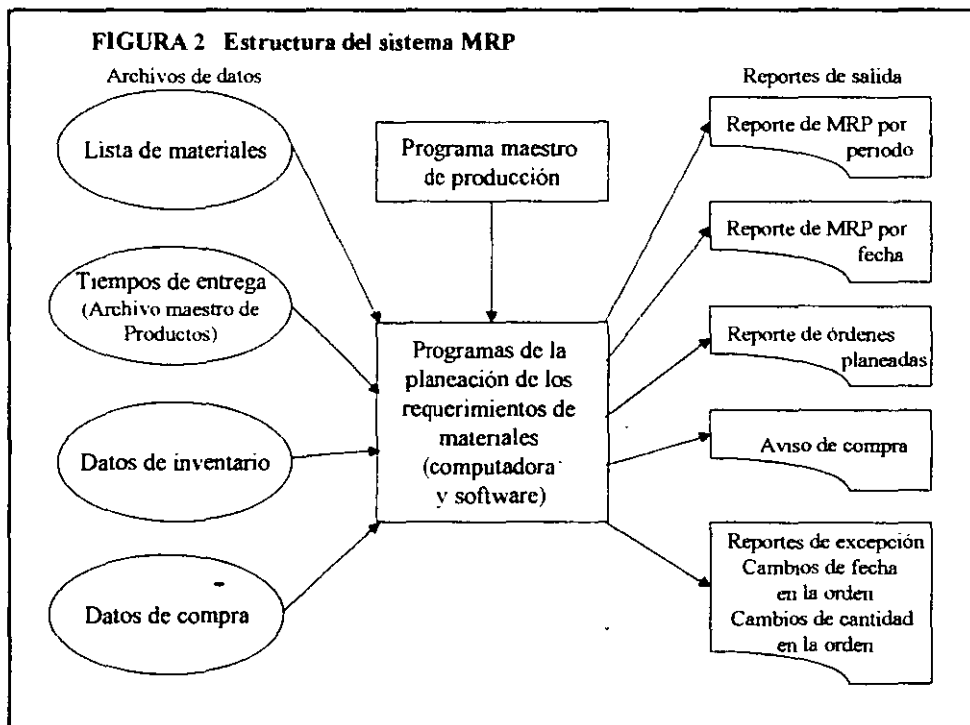 FIGURA 2 Estructura del sistema MRP
Archivos de datos
Lista de materiales
Tiempos de entrega
(Archivo maestro de
Productos)
Datos de inventario
Datos de compra
Programa maestro
de producción
Programas de la
planeación de los
requerimientos de
materiales
(computadora
y software)
Reportes de salida
Reporte de MRP por
periodo
Reporte de MRP por
fecha
Reporte de órdenes
planeadas
Aviso de compra
Reportes de excepción
Cambios de fecha
en la orden
Cambios de cantidad
en la orden